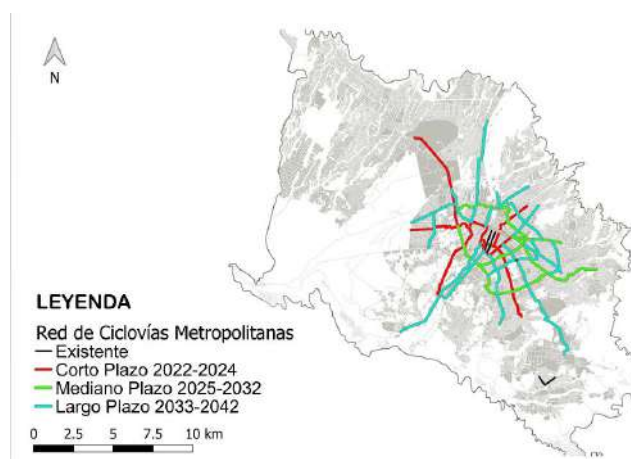 N
LEYENDA
Red de Ciclovías Metropolitanas
Existente
Corto Plazo 2022-2024
Mediano Plazo 2025-2032
Largo Plazo 2033-2042
0 2.5 5 7.5 10 km